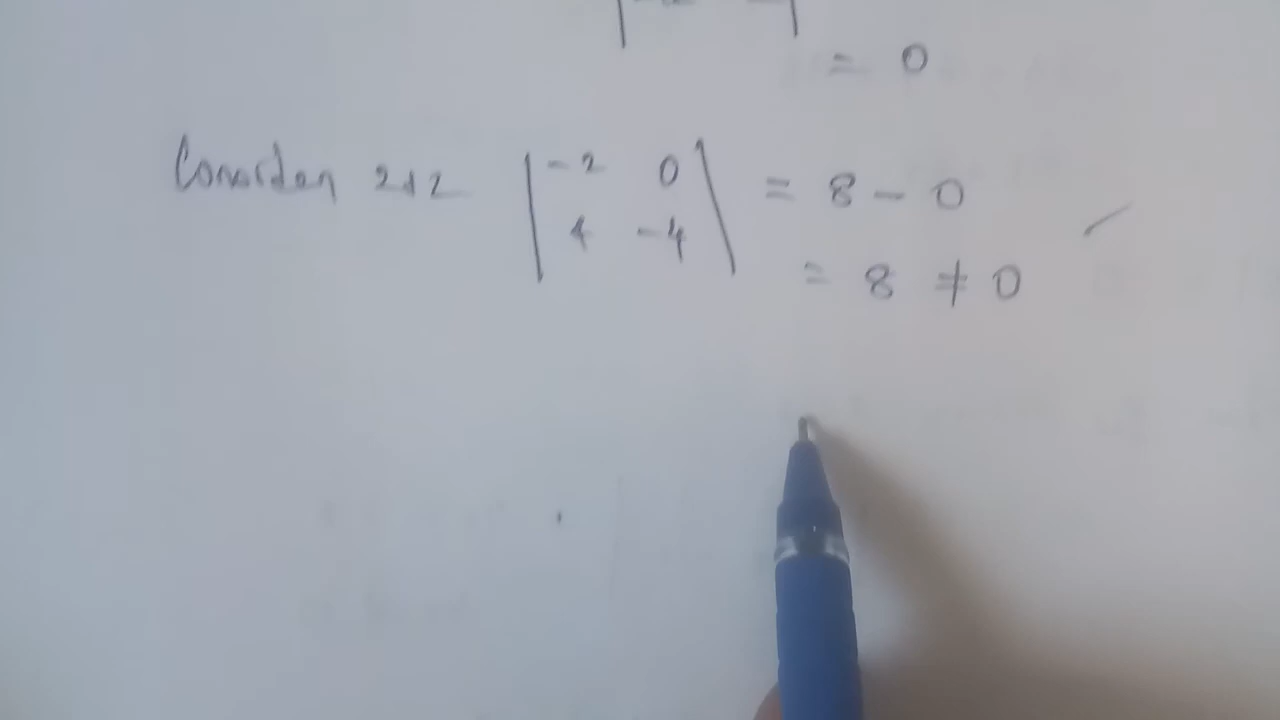 = 0
Consider 2x2 | -2 0 | = 8 - 0
| 4 -4 |
= 8 ≠ 0